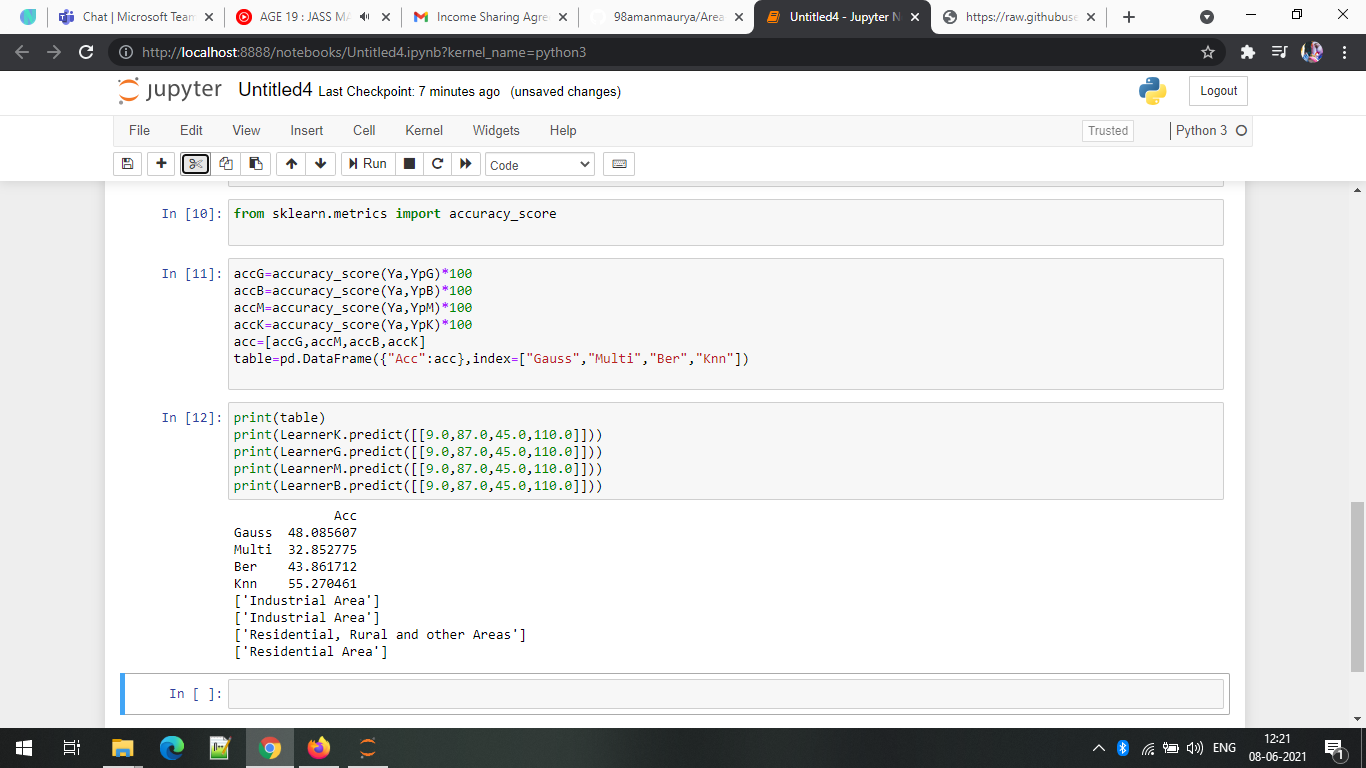 Chat | Microsoft Team
AGE 19 : JASS MA
Income Sharing Agre
98amanmaurya/Area
Untitled4 - Jupyter N
https://raw.githubuse
http://localhost:8888/notebooks/Untitled4.ipynb?kernel_name=python3
jupyter Untitled4 Last Checkpoint: 7 minutes ago (unsaved changes)
Logout
File Edit View Insert Cell Kernel Widgets Help
Trusted
Python 3
Run
Code
In [10]: from sklearn.metrics import accuracy_score
In [11]: accG=accuracy_score(Ya,YpG)*100
accB=accuracy_score(Ya,YpB)*100
accM=accuracy_score(Ya,YpM)*100
accK=accuracy_score(Ya,YpK)*100
acc=[accG,accM,accB,accK]
table=pd.DataFrame({"Acc":acc},index=["Gauss","Multi","Ber","Knn"])
In [12]: print(table)
print(LearnerK.predict([[9.0,87.0,45.0,110.0]]))
print(LearnerG.predict([[9.0,87.0,45.0,110.0]]))
print(LearnerM.predict([[9.0,87.0,45.0,110.0]]))
print(LearnerB.predict([[9.0,87.0,45.0,110.0]]))
Acc
Gauss 48.085607
Multi 32.852775
Ber 43.861712
Knn 55.270461
['Industrial Area']
['Industrial Area']
['Residential, Rural and other Areas']
['Residential Area']
In [ ]:
ENG
12:21
08-06-2021
1